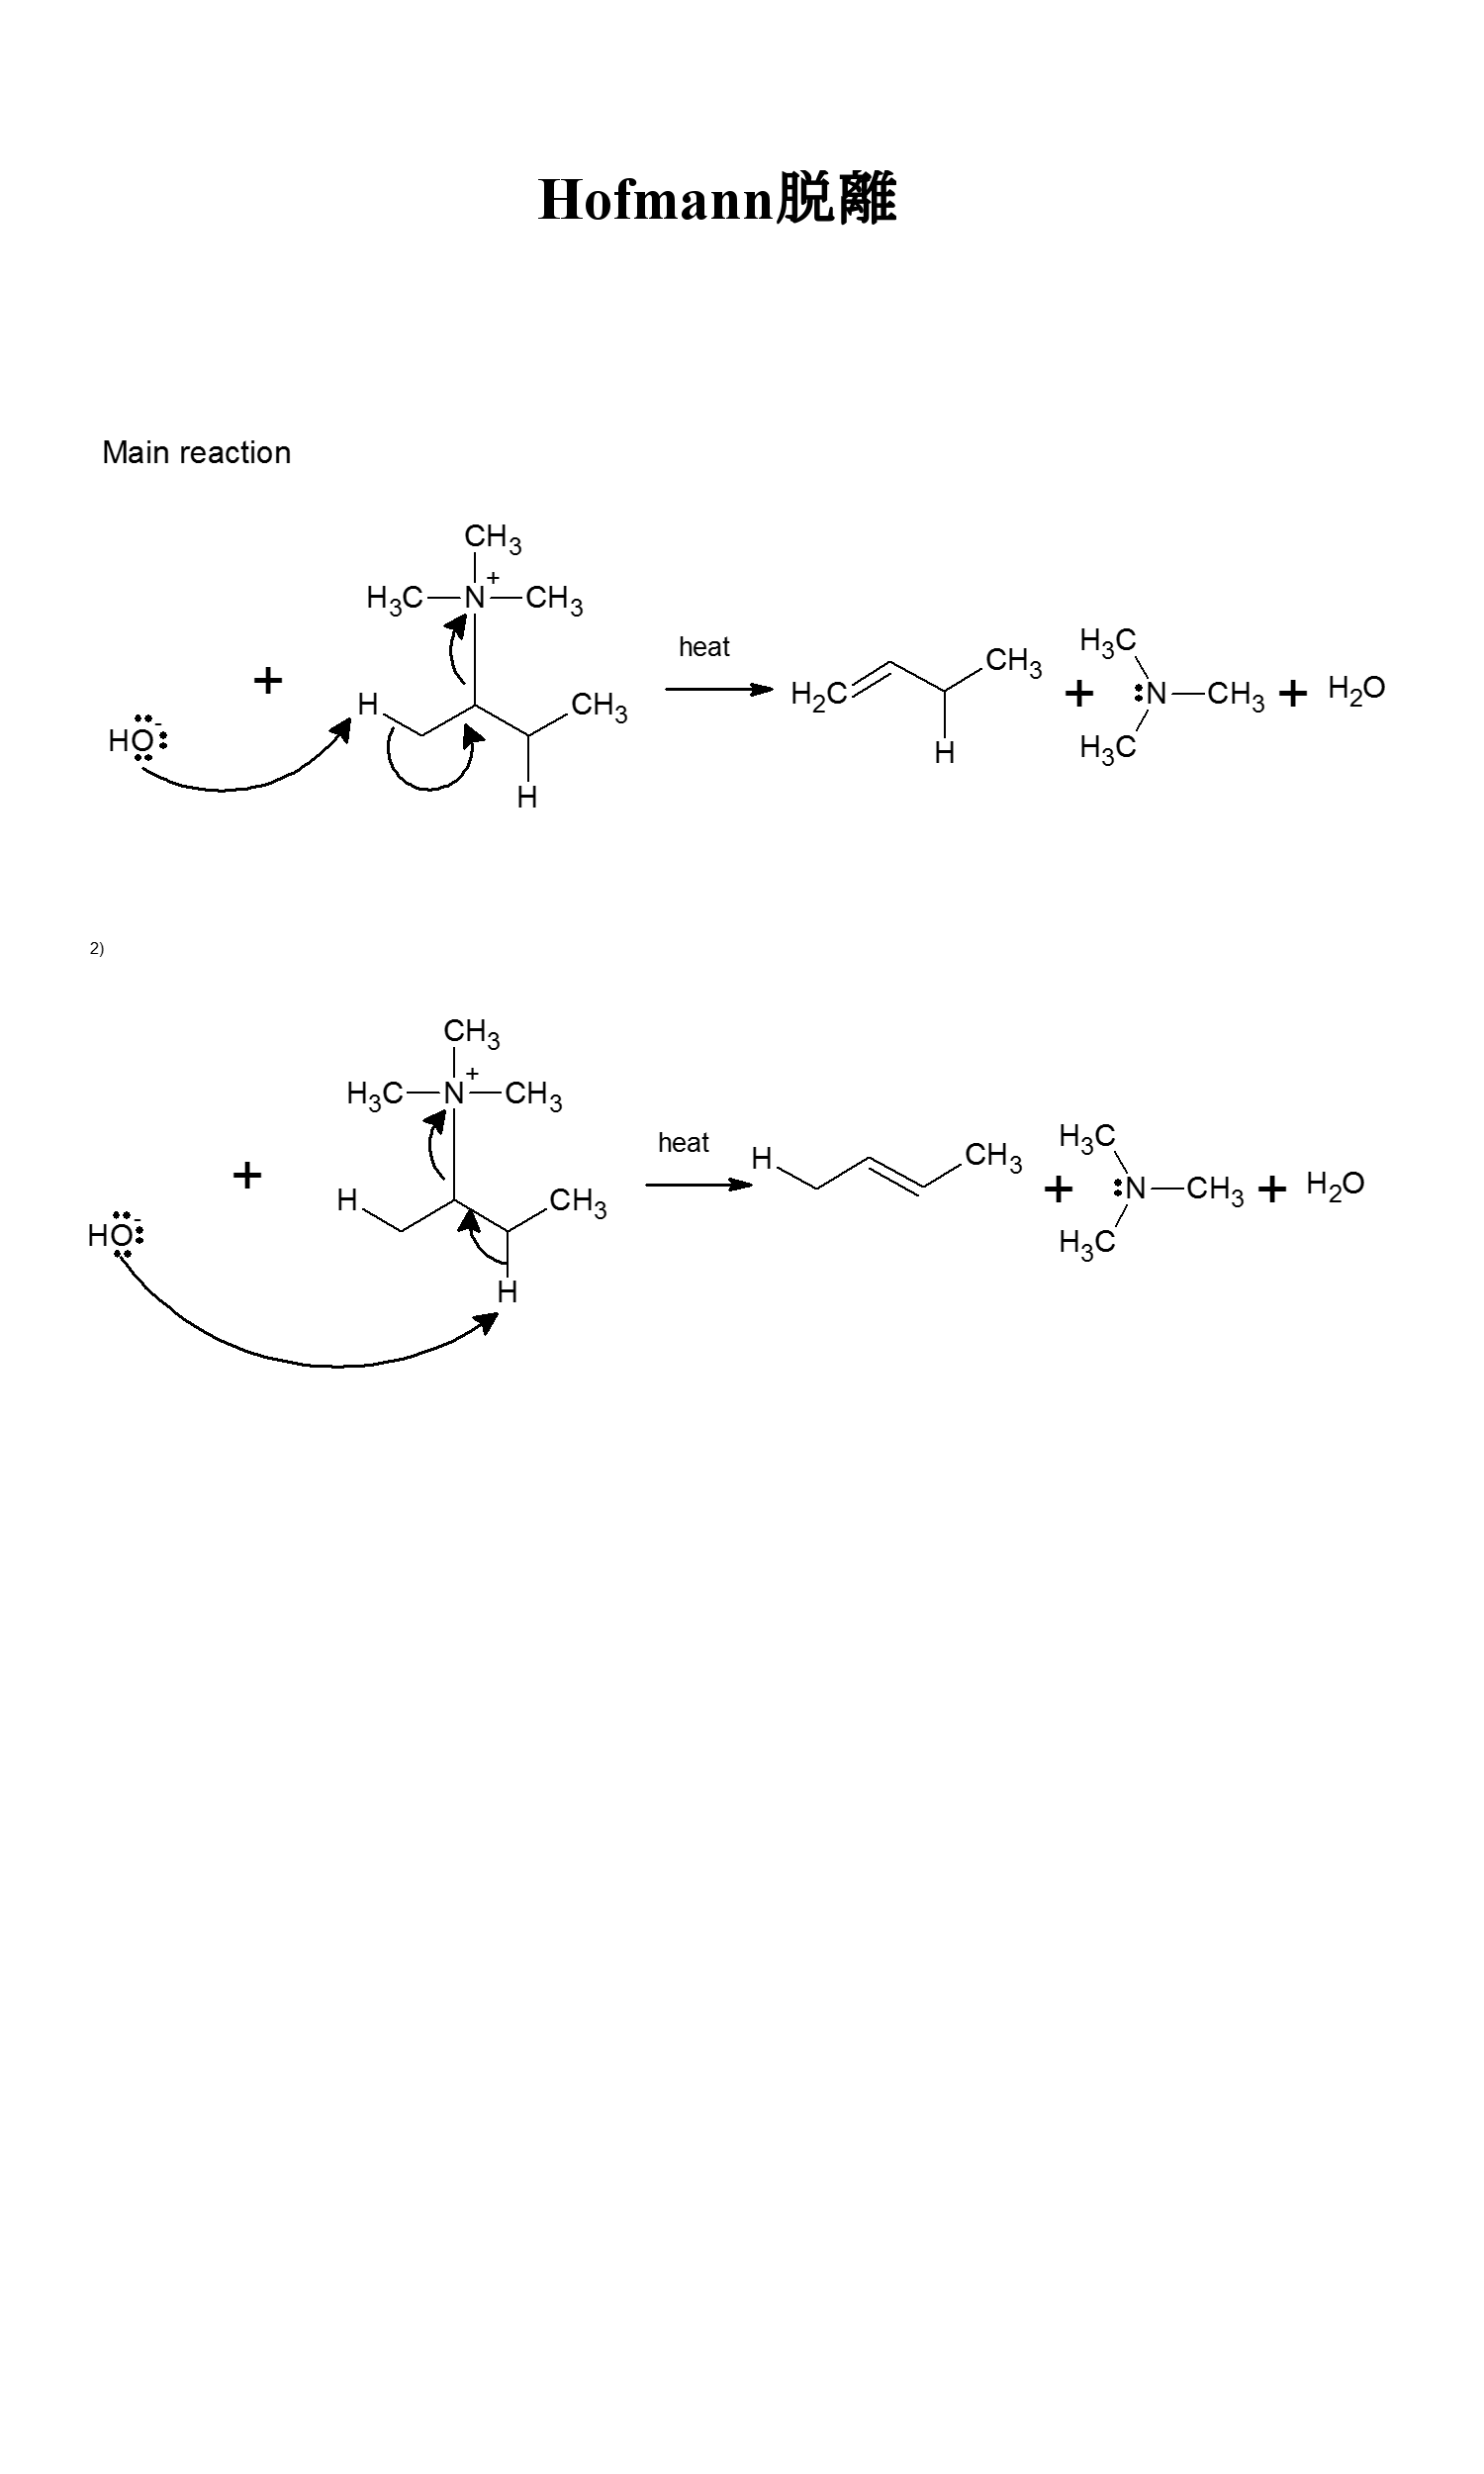 Hofmann脱離
Main reaction
CH3
H3C N + CH3
heat
+ H CH3 H2C CH3 + H3C N CH3 + H2O
HO - H H H3C
2)
CH3
H3C N + CH3
heat
+ H CH3 H CH3 + H3C N CH3 + H2O
HO - H H3C